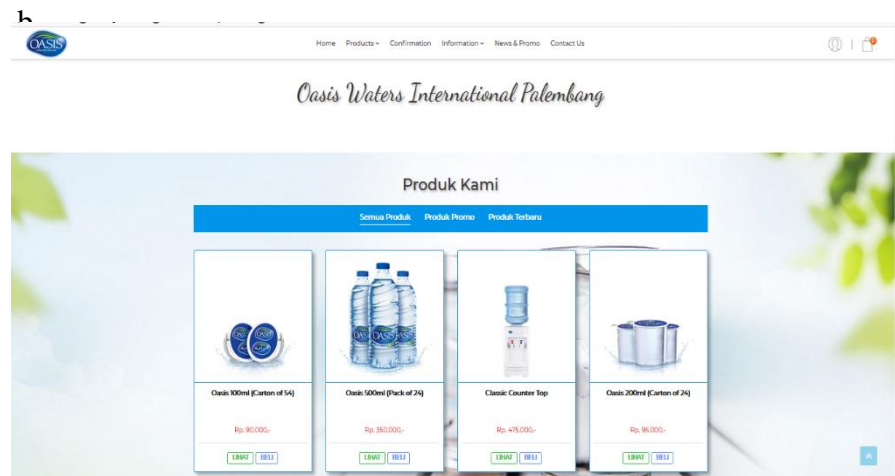 b
OASIS
Home Products Confirmation Information News & Promo Contact Us
0
Oasis Waters International Palembang
Produk Kami
Semua Produk Produk Promo Produk Terbaru
OASIS OASIS
Oasis 100ml (Carton of 54)
Rp. 90.000,-
LIHAT BELI
Oasis 500ml (Pack of 24)
Rp. 350.000,-
LIHAT BELI
Classic Counter Top
Rp. 475.000,-
LIHAT BELI
Oasis 200ml (Carton of 24)
Rp. 95.000,-
LIHAT BELI